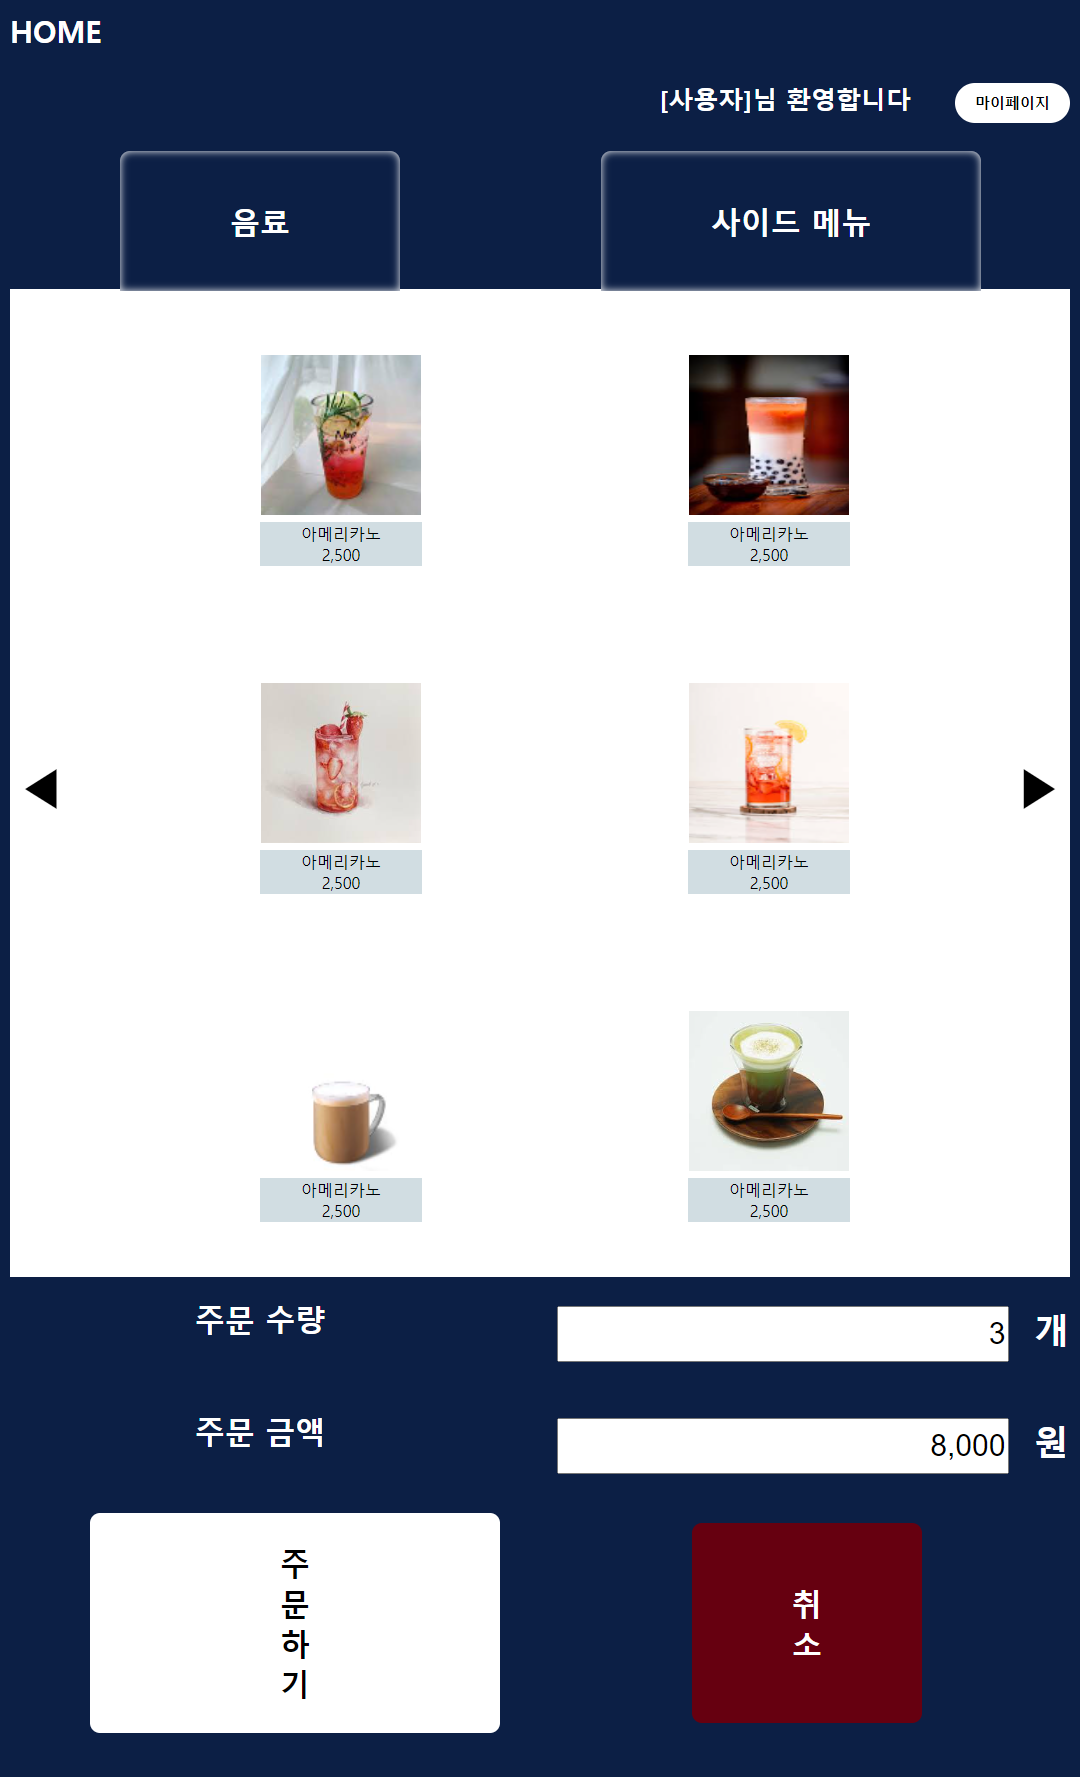 HOME
[사용자]님 환영합니다
마이페이지
음료
사이드 메뉴
아메리카노
2,500
아메리카노
2,500
아메리카노
2,500
아메리카노
2,500
아메리카노
2,500
아메리카노
2,500
주문 수량
3
개
주문 금액
8,000
원
주
문
하
기
취
소